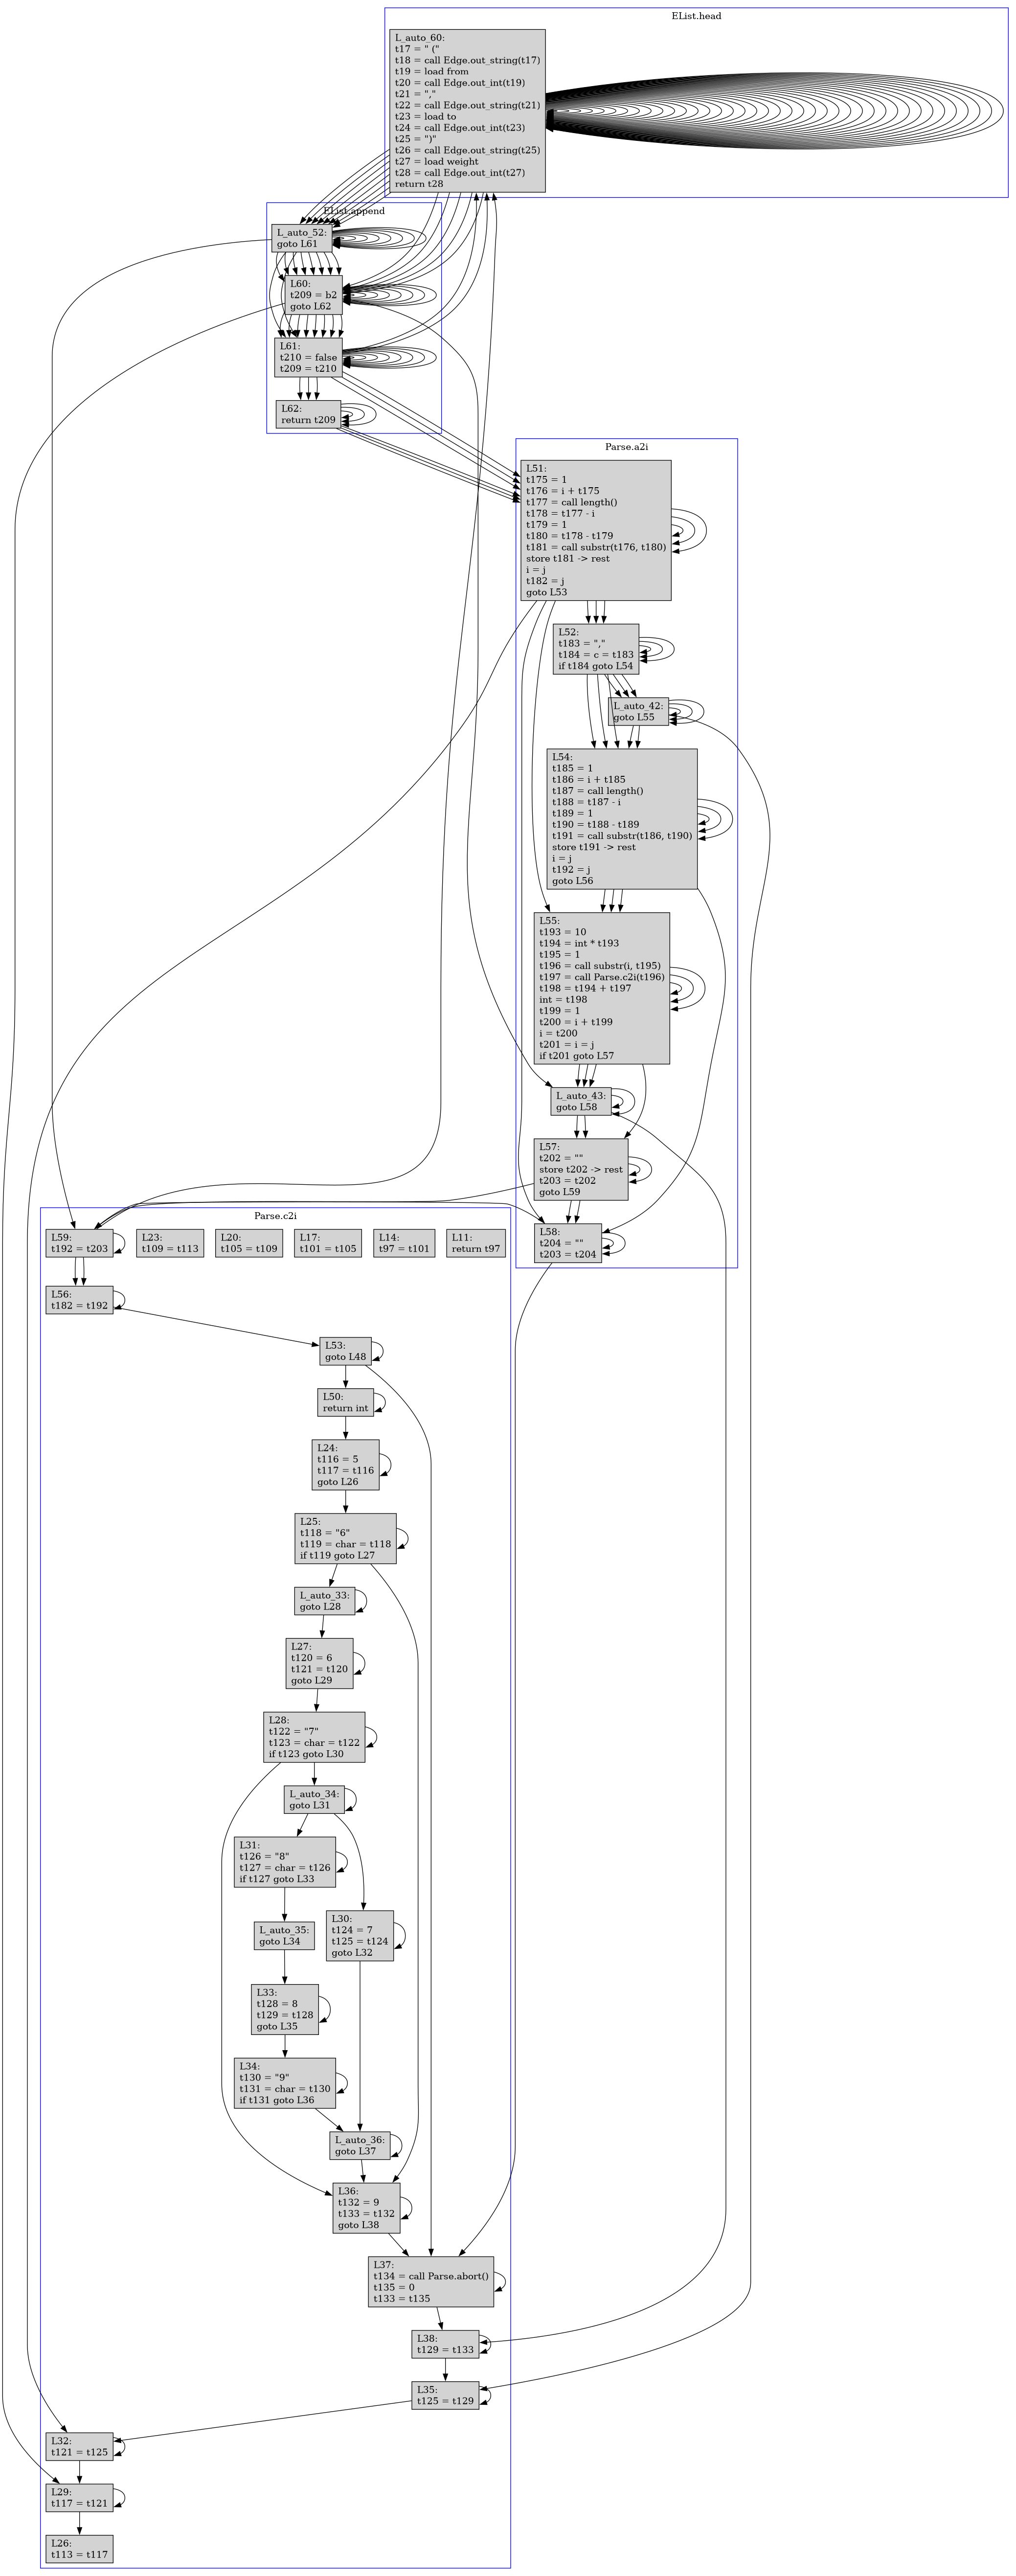 EList.head
L_auto_60:
t17 = " ("
t18 = call Edge.out_string(t17)
t19 = load from
t20 = call Edge.out_int(t19)
t21 = ","
t22 = call Edge.out_string(t21)
t23 = load to
t24 = call Edge.out_int(t23)
t25 = ")"
t26 = call Edge.out_string(t25)
t27 = load weight
t28 = call Edge.out_int(t27)
return t28
EList.append
L_auto_52:
goto L61
L60:
t209 = b2
goto L62
L61:
t210 = false
t209 = t210
L62:
return t209
Parse.a2i
L51:
t175 = 1
t176 = i + t175
t177 = call length()
t178 = t177 - i
t179 = 1
t180 = t178 - t179
t181 = call substr(t176, t180)
store t181 -> rest
i = j
t182 = j
goto L53
L52:
t183 = ","
t184 = c = t183
if t184 goto L54
L_auto_42:
goto L55
L54:
t185 = 1
t186 = i + t185
t187 = call length()
t188 = t187 - i
t189 = 1
t190 = t188 - t189
t191 = call substr(t186, t190)
store t191 -> rest
i = j
t192 = j
goto L56
L55:
t193 = 10
t194 = int * t193
t195 = 1
t196 = call substr(i, t195)
t197 = call Parse.c2i(t196)
t198 = t194 + t197
int = t198
t199 = 1
t200 = i + t199
i = t200
t201 = i = j
if t201 goto L57
L_auto_43:
goto L58
L57:
t202 = ""
store t202 -> rest
t203 = t202
goto L59
L58:
t204 = ""
t203 = t204
Parse.c2i
L59:
t192 = t203
L23:
t109 = t113
L20:
t105 = t109
L17:
t101 = t105
L14:
t97 = t101
L11:
return t97
L56:
t182 = t192
L53:
goto L48
L50:
return int
L24:
t116 = 5
t117 = t116
goto L26
L25:
t118 = "6"
t119 = char = t118
if t119 goto L27
L_auto_33:
goto L28
L27:
t120 = 6
t121 = t120
goto L29
L28:
t122 = "7"
t123 = char = t122
if t123 goto L30
L_auto_34:
goto L31
L31:
t126 = "8"
t127 = char = t126
if t127 goto L33
L_auto_35:
goto L34
L30:
t124 = 7
t125 = t124
goto L32
L33:
t128 = 8
t129 = t128
goto L35
L34:
t130 = "9"
t131 = char = t130
if t131 goto L36
L_auto_36:
goto L37
L36:
t132 = 9
t133 = t132
goto L38
L37:
t134 = call Parse.abort()
t135 = 0
t133 = t135
L38:
t129 = t133
L35:
t125 = t129
L32:
t121 = t125
L29:
t117 = t121
L26:
t113 = t117